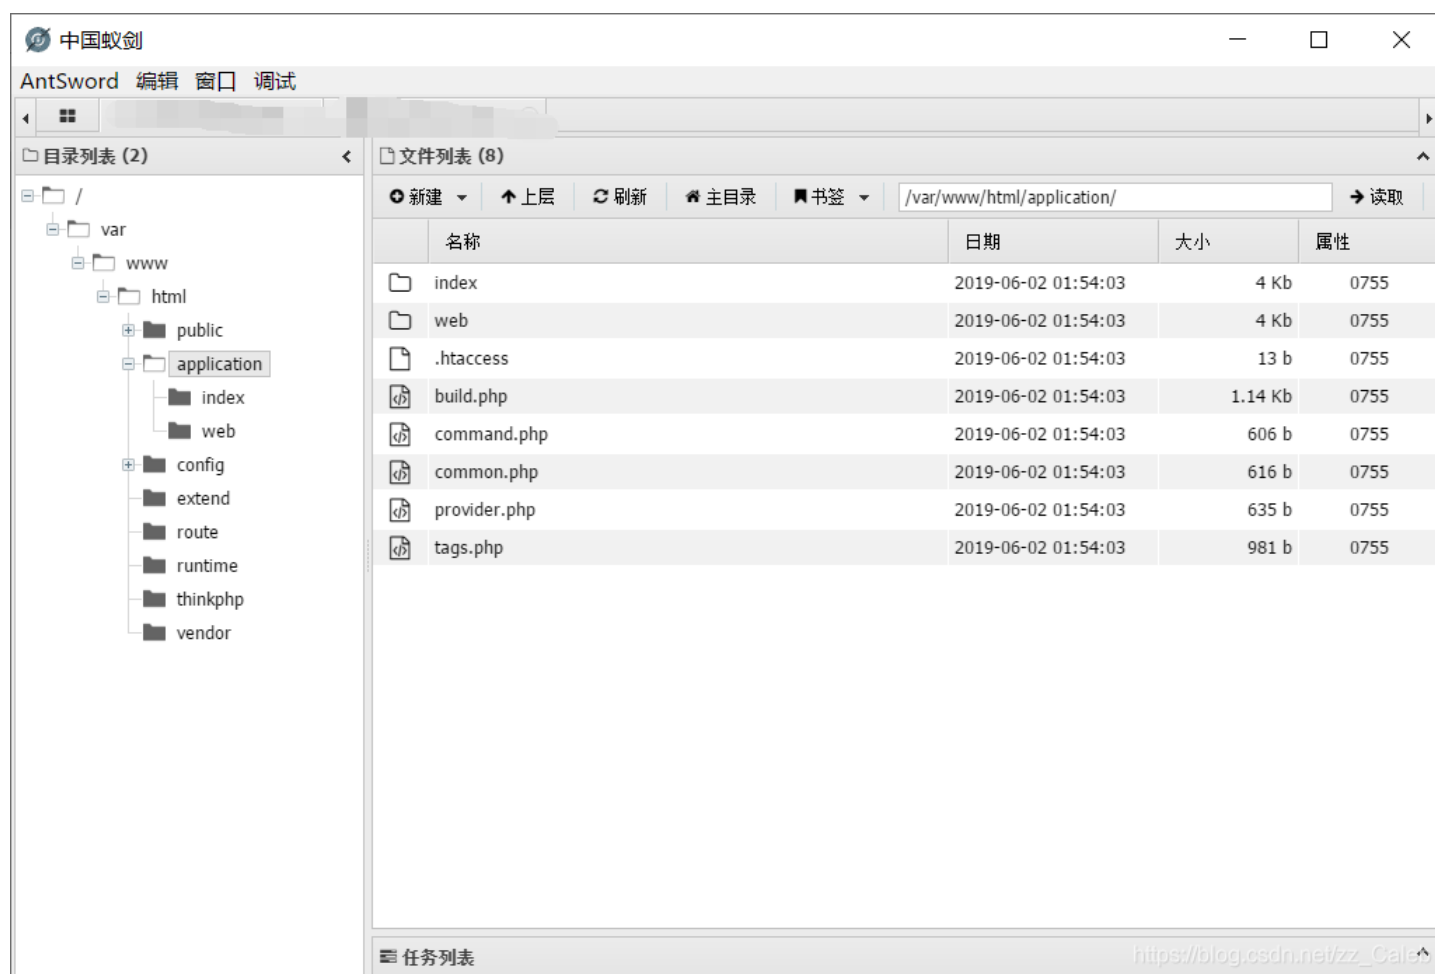 中国蚁剑
AntSword 编辑 窗口 调试
目录列表 (2)
/
var
www
html
public
application
index
web
config
extend
route
runtime
thinkphp
vendor
文件列表 (8)
新建 上层 刷新 主目录 书签 /var/www/html/application/ 读取
名称 日期 大小 属性
index 2019-06-02 01:54:03 4 Kb 0755
web 2019-06-02 01:54:03 4 Kb 0755
.htaccess 2019-06-02 01:54:03 13 b 0755
build.php 2019-06-02 01:54:03 1.14 Kb 0755
command.php 2019-06-02 01:54:03 606 b 0755
common.php 2019-06-02 01:54:03 616 b 0755
provider.php 2019-06-02 01:54:03 635 b 0755
tags.php 2019-06-02 01:54:03 981 b 0755
任务列表
https://blog.csdn.net/zz_Caleb